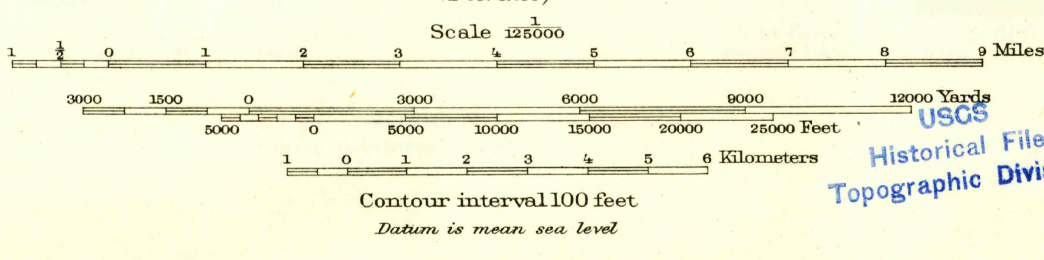 Scale 1/125000
1 ½ 0 1 2 3 4 5 6 7 8 9 Miles
3000 1500 0 3000 6000 9000 12000 Yards
5000 0 5000 10000 15000 20000 25000 Feet
1 0 1 2 3 4 5 6 Kilometers
Contour interval 100 feet
Datum is mean sea level
USGS
Historical File
Topographic Divis